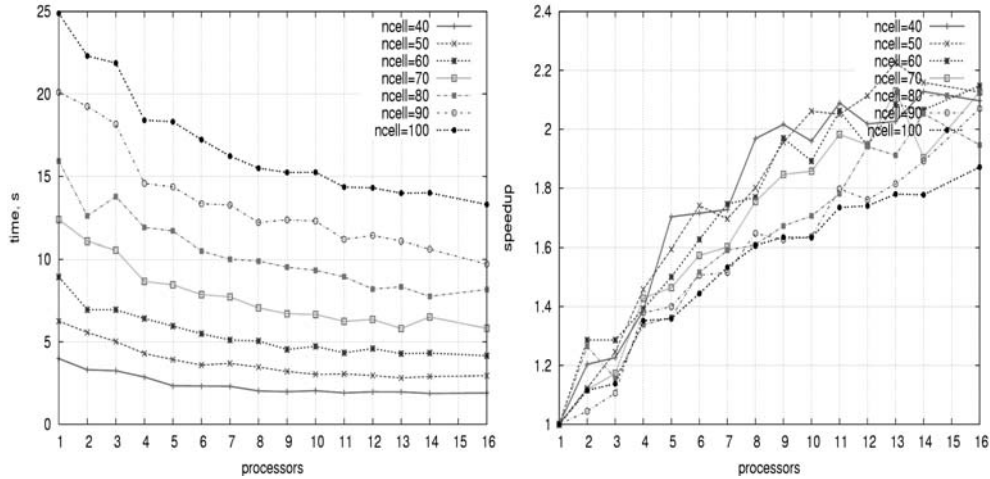 25
20
15
10
5
0
time, s
1 2 3 4 5 6 7 8 9 10 11 12 13 14 15 16
processors
ncell=40
ncell=50
ncell=60
ncell=70
ncell=80
ncell=90
ncell=100
2.4
2.2
2
1.8
1.6
1.4
1.2
1
speedup
1 2 3 4 5 6 7 8 9 10 11 12 13 14 15 16
processors
ncell=40
ncell=50
ncell=60
ncell=70
ncell=80
ncell=90
ncell=100